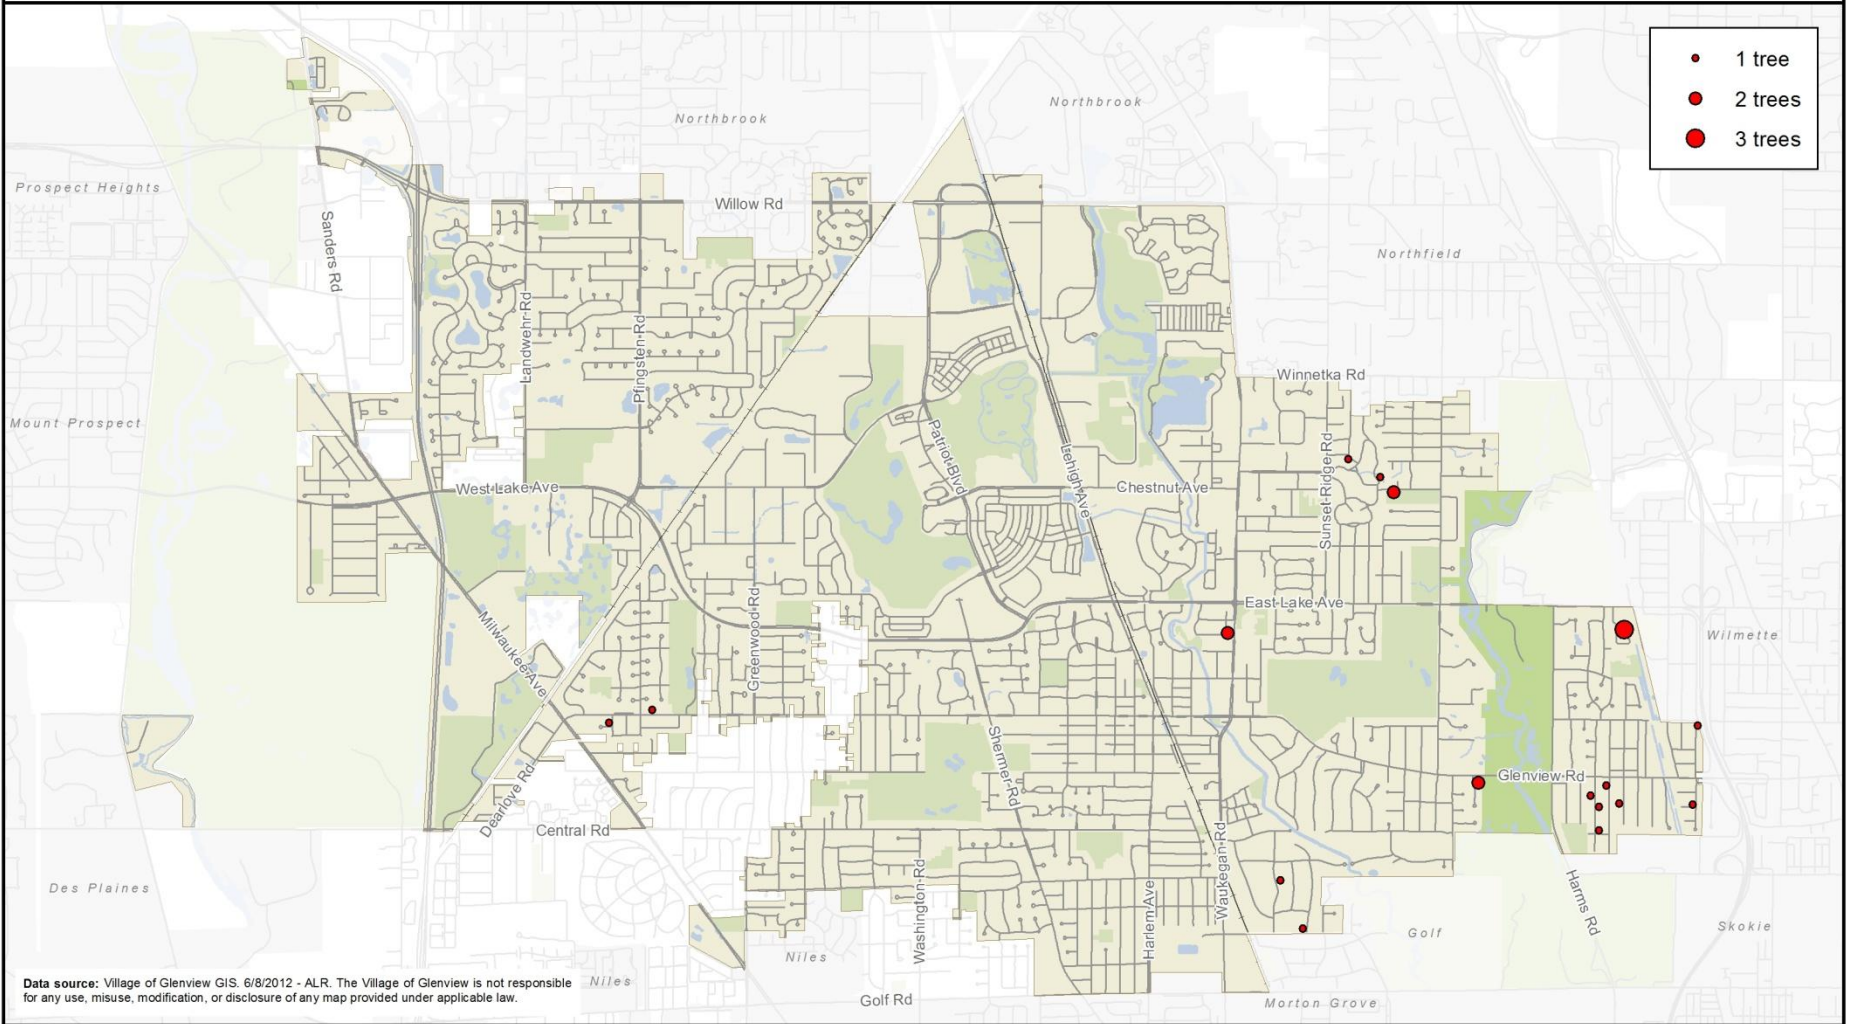 1 tree
2 trees
3 trees
Northbrook
Northbrook
Prospect Heights
Willow Rd
Sanders Rd
Northfield
Landwehr Rd
Pfingsten Rd
Winnetka Rd
Mount Prospect
Patriot Blvd
Lehigh Ave
Sunset Ridge Rd
West Lake Ave
Chestnut Ave
East Lake Ave
Greenwood Rd
Milwaukee Ave
Wilmette
Shermer Rd
Glenview Rd
Dearlove Rd
Central Rd
Waukegan Rd
Washington Rd
Harlem Ave
Harms Rd
Des Plaines
Golf
Skokie
Niles
Niles
Golf Rd
Morton Grove
Data source: Village of Glenview GIS. 6/8/2012 - ALR. The Village of Glenview is not responsible
for any use, misuse, modification, or disclosure of any map provided under applicable law.